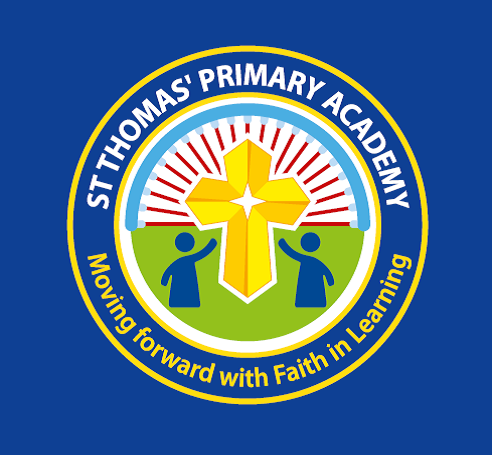 ST THOMAS' PRIMARY ACADEMY
Moving forward with Faith in Learning